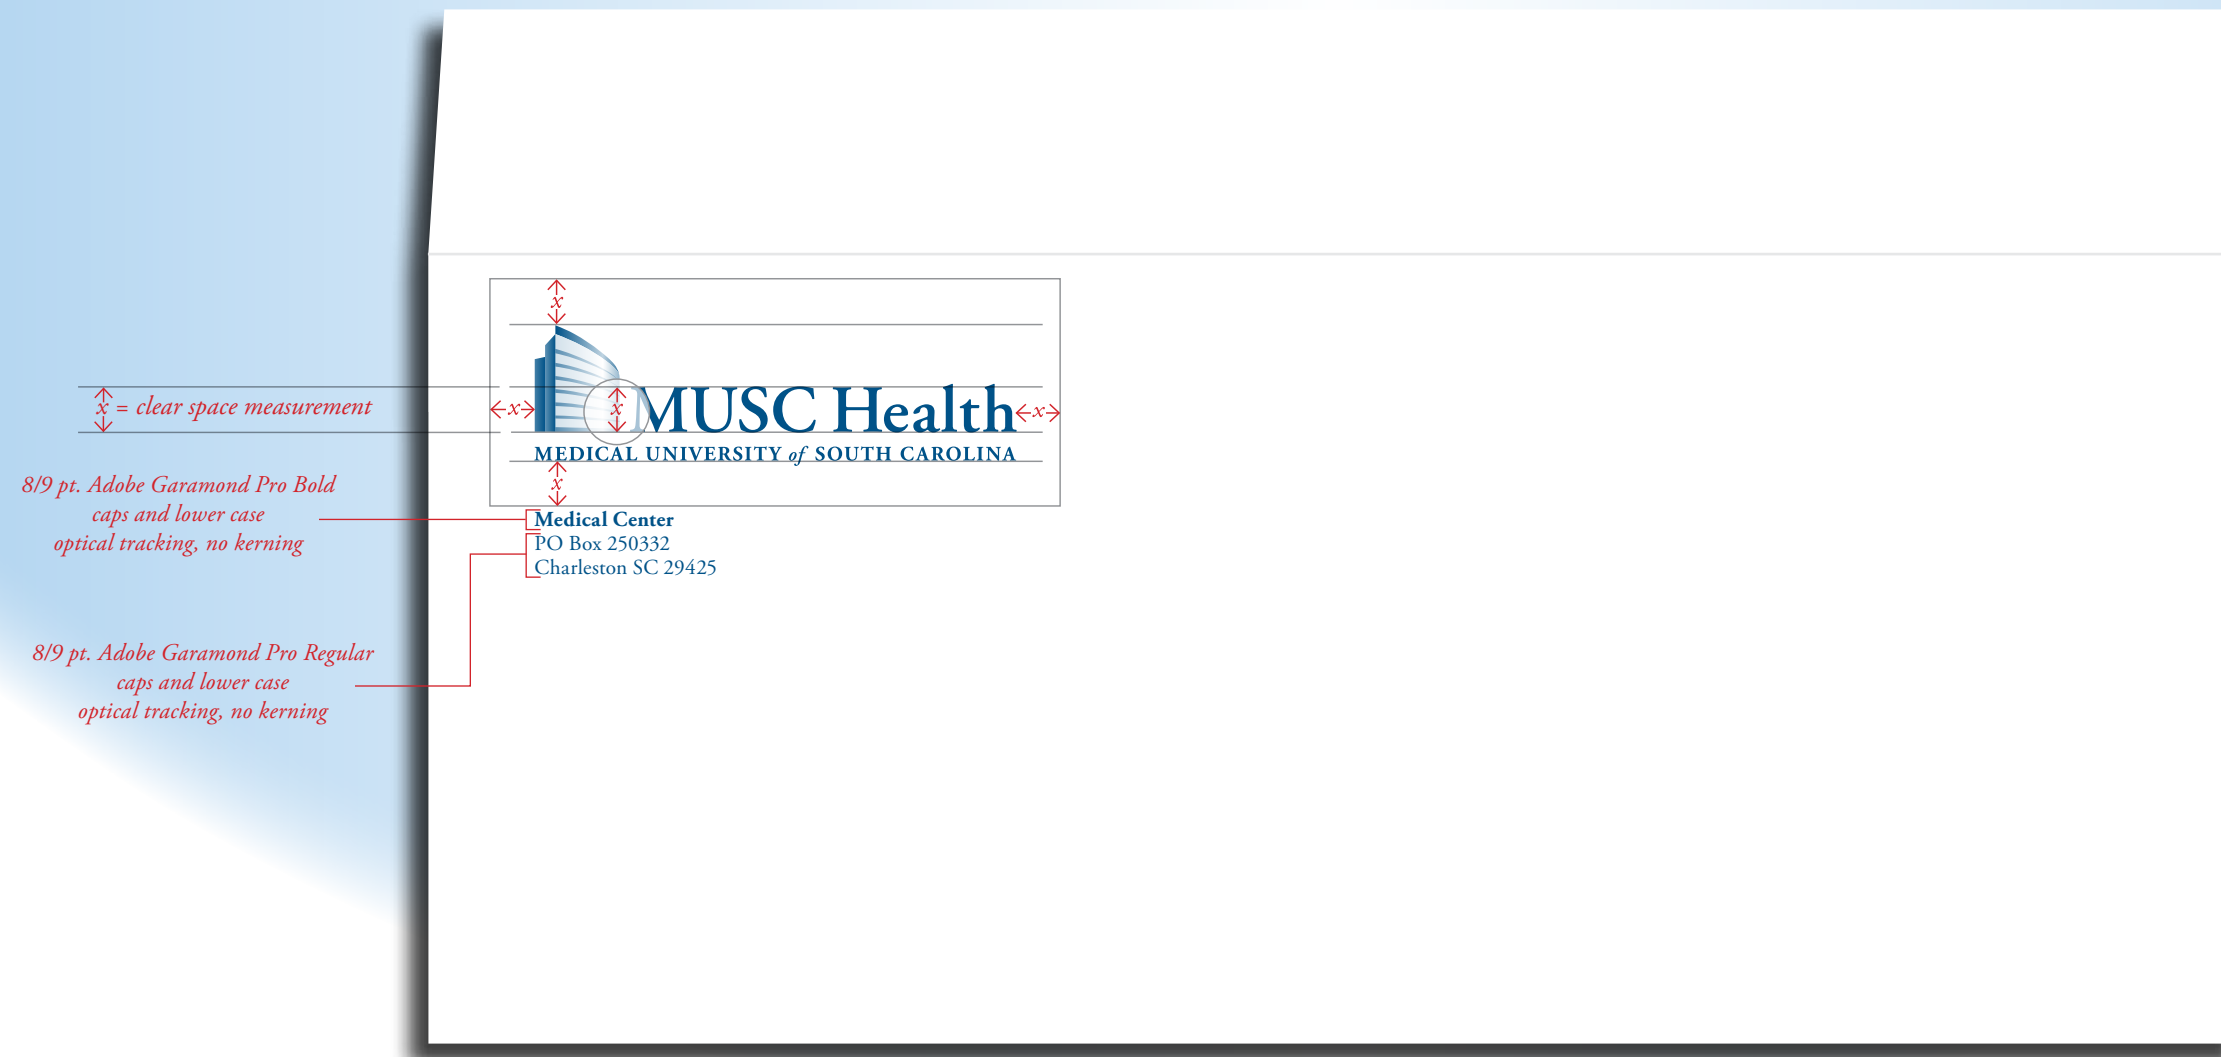 x
MUSC Health
x
x = clear space measurement
x
x
MEDICAL UNIVERSITY of SOUTH CAROLINA
x
8/9 pt. Adobe Garamond Pro Bold
caps and lower case
optical tracking, no kerning
Medical Center
PO Box 250332
Charleston SC 29425
8/9 pt. Adobe Garamond Pro Regular
caps and lower case
optical tracking, no kerning